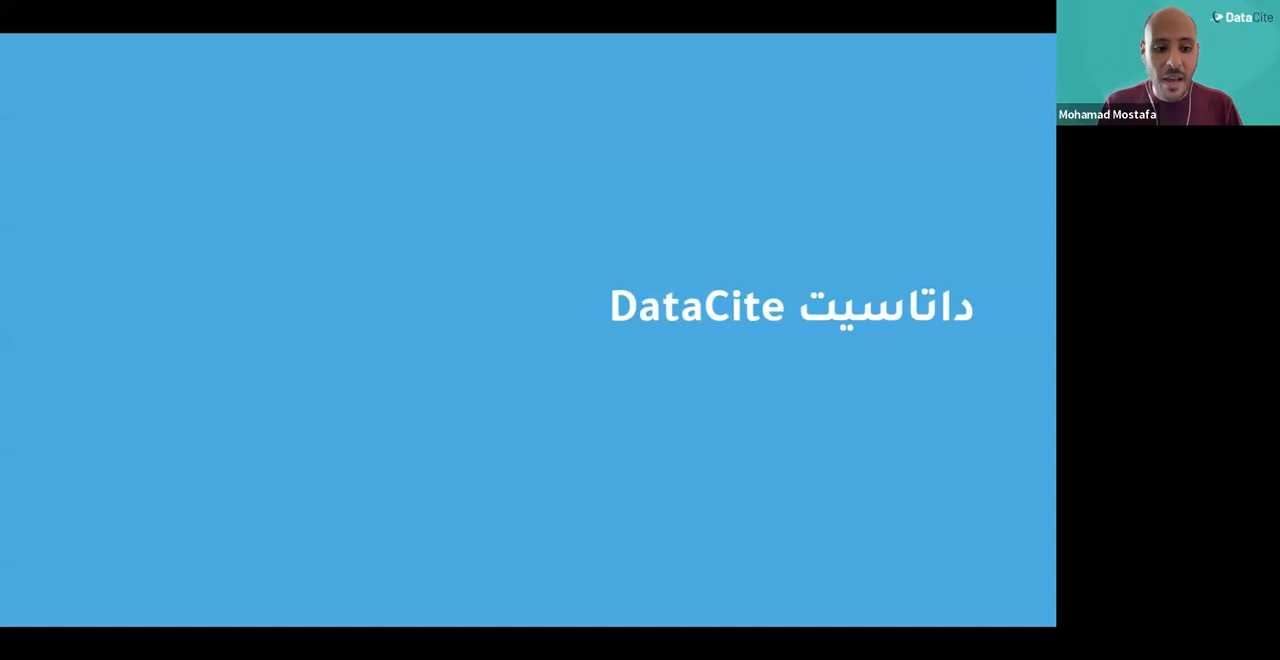 DataCite
Mohamad Mostafa
داتاسيت DataCite